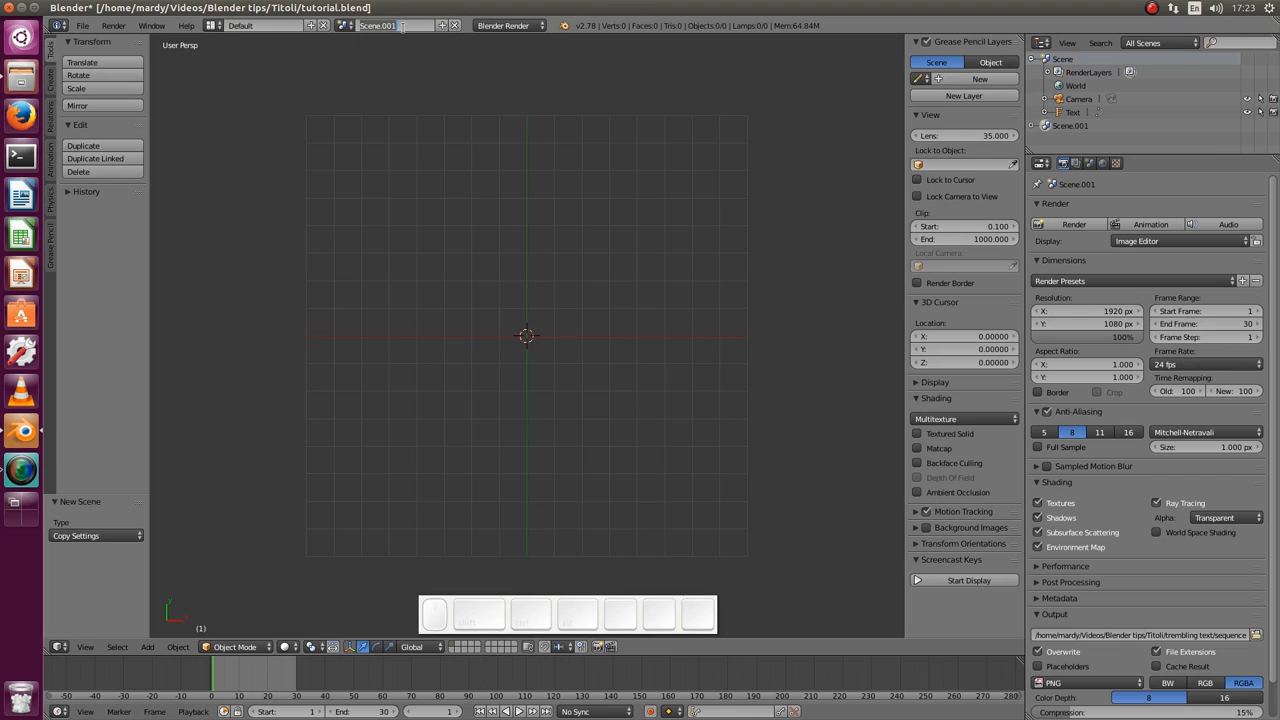 Blender* [/home/mardy/Videos/Blender tips/Titoli/tutorial.blend]
En
17:23
File
Render
Window
Help
Default
Scene.001
Blender Render
v2.78 | Verts:0 | Faces:0 | Tris:0 | Objects:0/0 | Lamps:0/0 | Mem:64.84M
View
Search
All Scenes
Tools
Create
Relations
Animation
Physics
Grease Pencil
Transform
Translate
Rotate
Scale
Mirror
Edit
Duplicate
Duplicate Linked
Delete
History
New Scene
Type
Copy Settings
User Persp
(1)
Grease Pencil Layers
Scene
Object
New
New Layer
View
Lens: 35.000
Lock to Object:
Lock to Cursor
Lock Camera to View
Clip:
Start: 0.100
End: 1000.000
Local Camera:
Render Border
3D Cursor
Location:
X: 0.00000
Y: 0.00000
Z: 0.00000
Display
Shading
Multitexture
Textured Solid
Matcap
Backface Culling
Depth Of Field
Ambient Occlusion
Motion Tracking
Background Images
Transform Orientations
Screencast Keys
Start Display
Scene
RenderLayers
World
Camera
Text
Scene.001
Scene.001
Render
Render
Animation
Audio
Display:
Image Editor
Dimensions
Render Presets
Resolution:
Frame Range:
X: 1920 px
Start Frame: 1
Y: 1080 px
End Frame: 30
100%
Frame Step: 1
Aspect Ratio:
Frame Rate:
X: 1.000
24 fps
Y: 1.000
Time Remapping:
Border
Crop
Old: 100
New: 100
Anti-Aliasing
5
8
11
16
Mitchell-Netravali
Full Sample
Size: 1.000 px
Sampled Motion Blur
Shading
Textures
Ray Tracing
Shadows
Alpha:
Transparent
Subsurface Scattering
World Space Shading
Environment Map
Performance
Post Processing
Metadata
Output
/home/mardy/Videos/Blender tips/Titoli/trembling text/sequence
Overwrite
File Extensions
Placeholders
Cache Result
PNG
BW
RGB
RGBA
Color Depth:
8
16
Compression: 15%
shift
ctrl
alt
View
Select
Add
Object
Object Mode
Global
-50 -40 -30 -20 -10 0 10 20 30 40 50 60 70 80 90 100 110 120 130 140 150 160 170 180 190 200 210 220 230 240 250 260 270 280
View
Marker
Frame
Playback
Start: 1
End: 30
1
No Sync